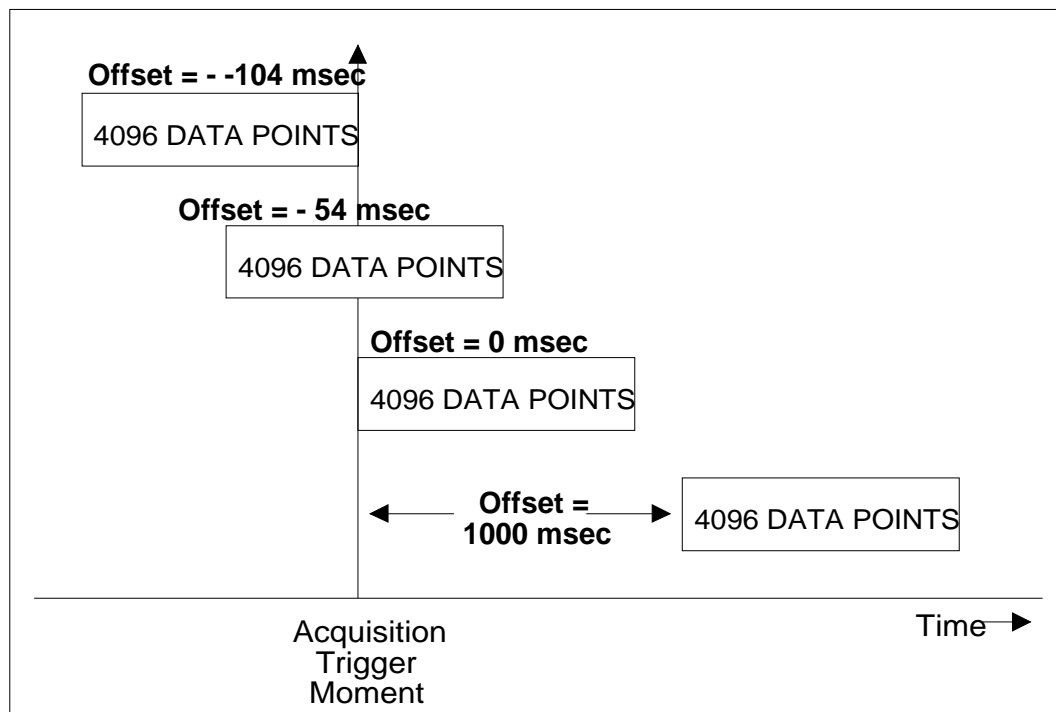 Offset = - -104 msec
4096 DATA POINTS
Offset = - 54 msec
4096 DATA POINTS
Offset = 0 msec
4096 DATA POINTS
Offset =
1000 msec
4096 DATA POINTS
Time
Acquisition
Trigger
Moment